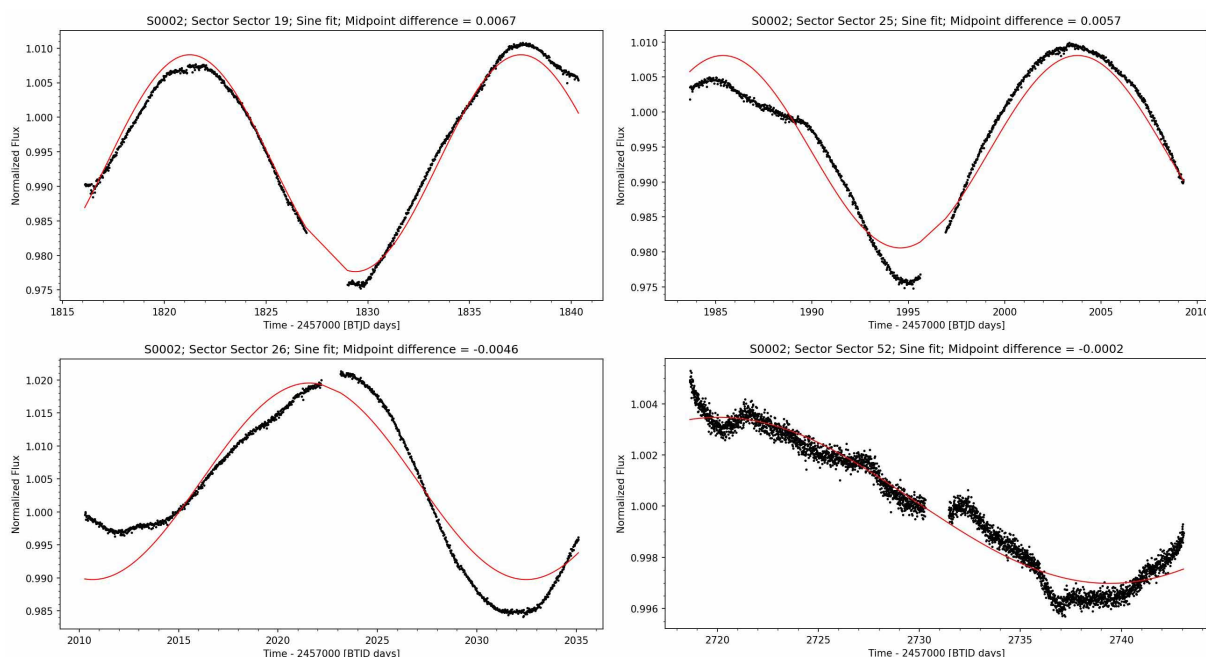 S0002; Sector Sector 19; Sine fit; Midpoint difference = 0.0067
1.010
1.005
1.000
0.995
0.990
0.985
0.980
0.975
Normalized Flux
1815 1820 1825 1830 1835 1840
Time - 2457000 [BTJD days]
S0002; Sector Sector 25; Sine fit; Midpoint difference = 0.0057
1.010
1.005
1.000
0.995
0.990
0.985
0.980
0.975
Normalized Flux
1985 1990 1995 2000 2005 2010
Time - 2457000 [BTJD days]
S0002; Sector Sector 26; Sine fit; Midpoint difference = -0.0046
1.020
1.015
1.010
1.005
1.000
0.995
0.990
0.985
Normalized Flux
2010 2015 2020 2025 2030 2035
Time - 2457000 [BTJD days]
S0002; Sector Sector 52; Sine fit; Midpoint difference = -0.0002
1.004
1.002
1.000
0.998
0.996
Normalized Flux
2720 2725 2730 2735 2740
Time - 2457000 [BTJD days]